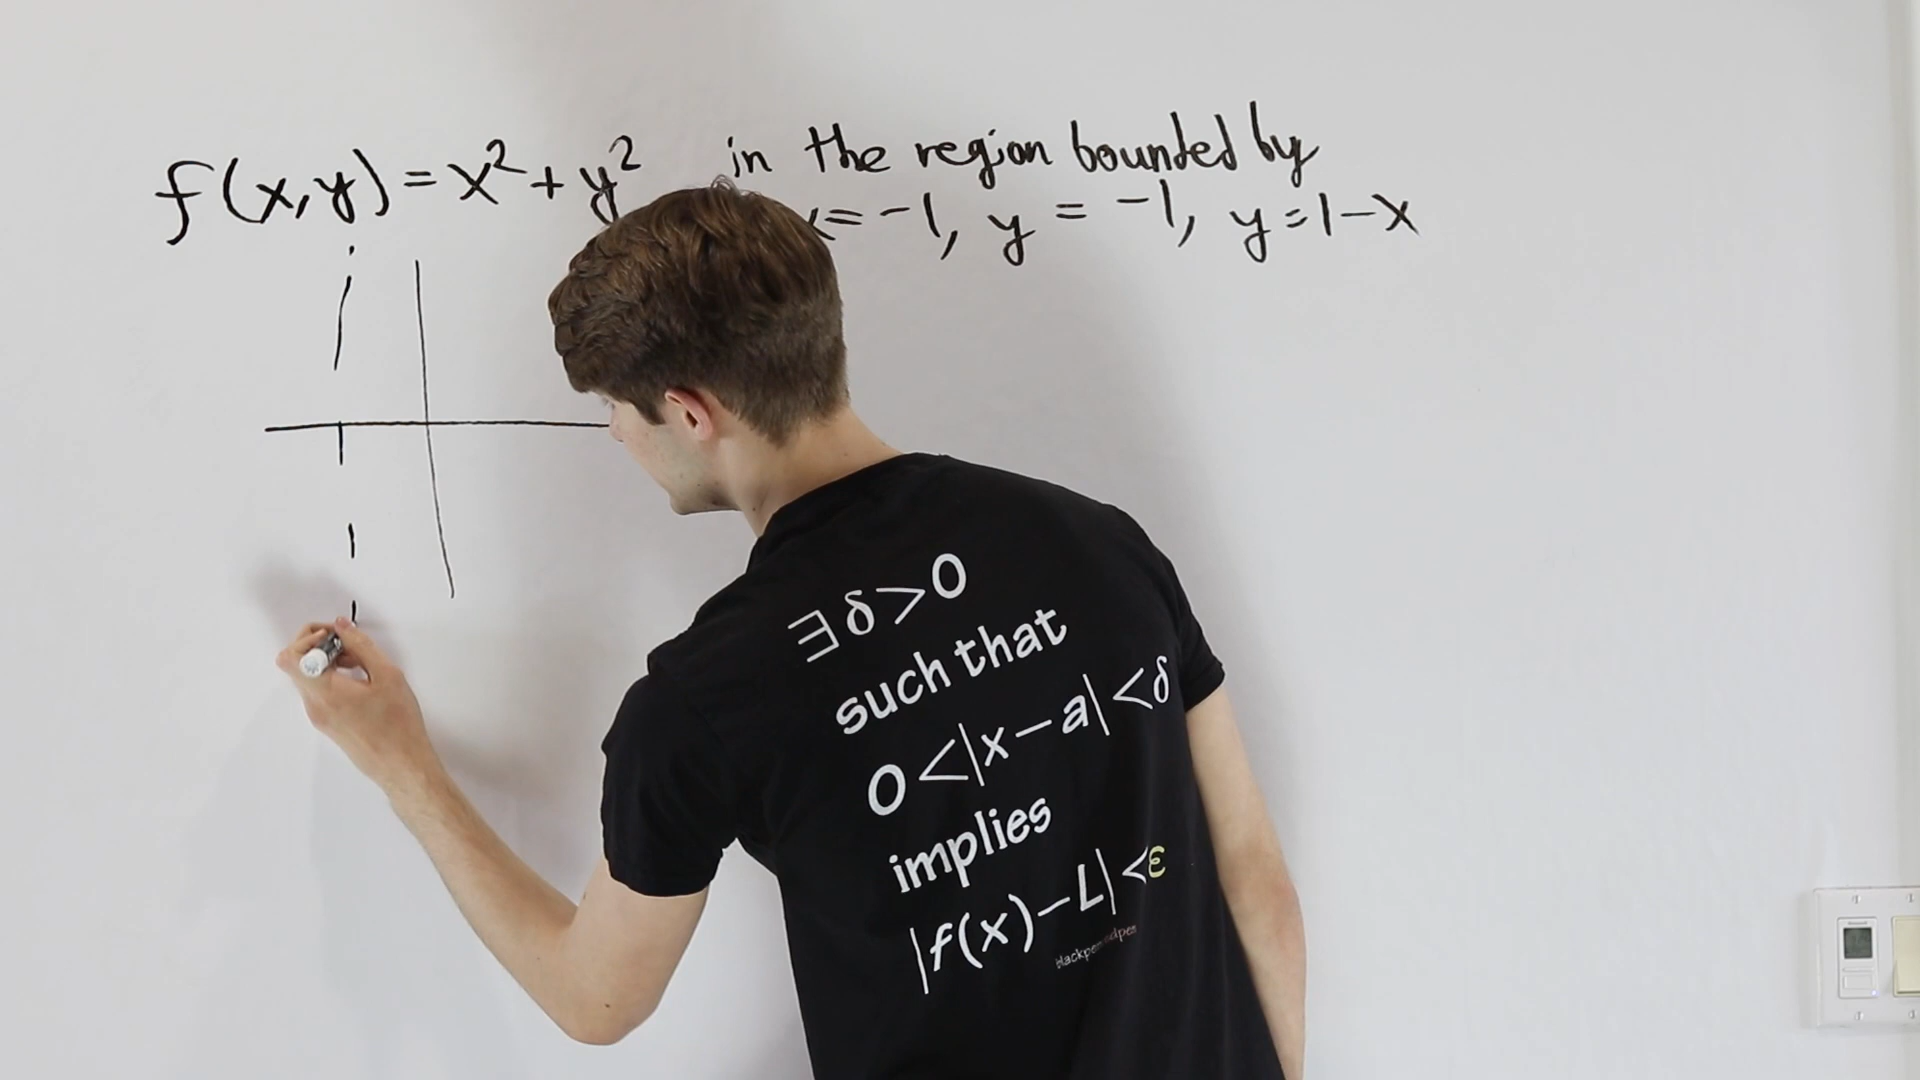 f(x,y)=x²+y² in the region bounded by
x=-1, y=-1, y=1-x
∃δ>0
such that
0<|x-a|<δ
implies
|f(x)-L|<ε